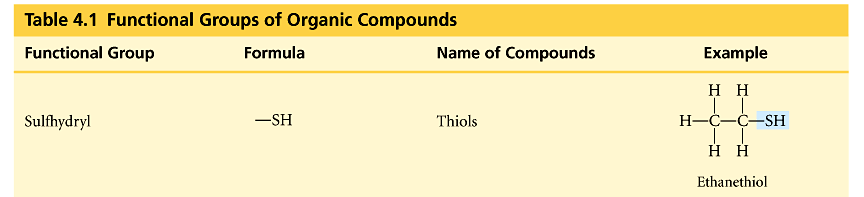 Table 4.1 Functional Groups of Organic Compounds
Functional Group Formula Name of Compounds Example
H H
Sulfhydryl —SH Thiols H—C—C—SH
H H
Ethanethiol